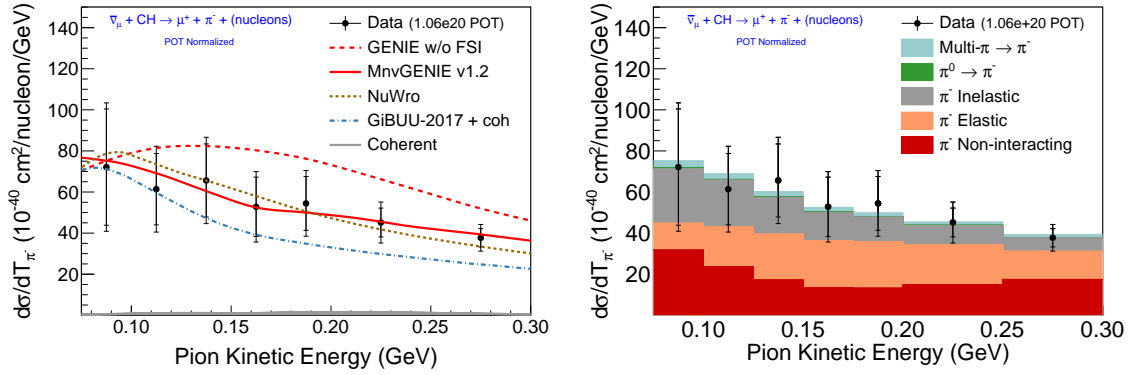 ν̄μ + CH → μ+ + π- + (nucleons)
POT Normalized
Data (1.06e20 POT)
GENIE w/o FSI
MnvGENIE v1.2
NuWro
GiBUU-2017 + coh
Coherent
140
120
100
80
60
40
20
dσ/dTπ- (10-40 cm2/nucleon/GeV)
0.10 0.15 0.20 0.25 0.30
Pion Kinetic Energy (GeV)
ν̄μ + CH → μ+ + π- + (nucleons)
POT Normalized
Data (1.06e+20 POT)
Multi-π → π-
π0 → π-
π- Inelastic
π- Elastic
π- Non-interacting
140
120
100
80
60
40
20
dσ/dTπ- (10-40 cm2/nucleon/GeV)
0.10 0.15 0.20 0.25 0.30
Pion Kinetic Energy (GeV)